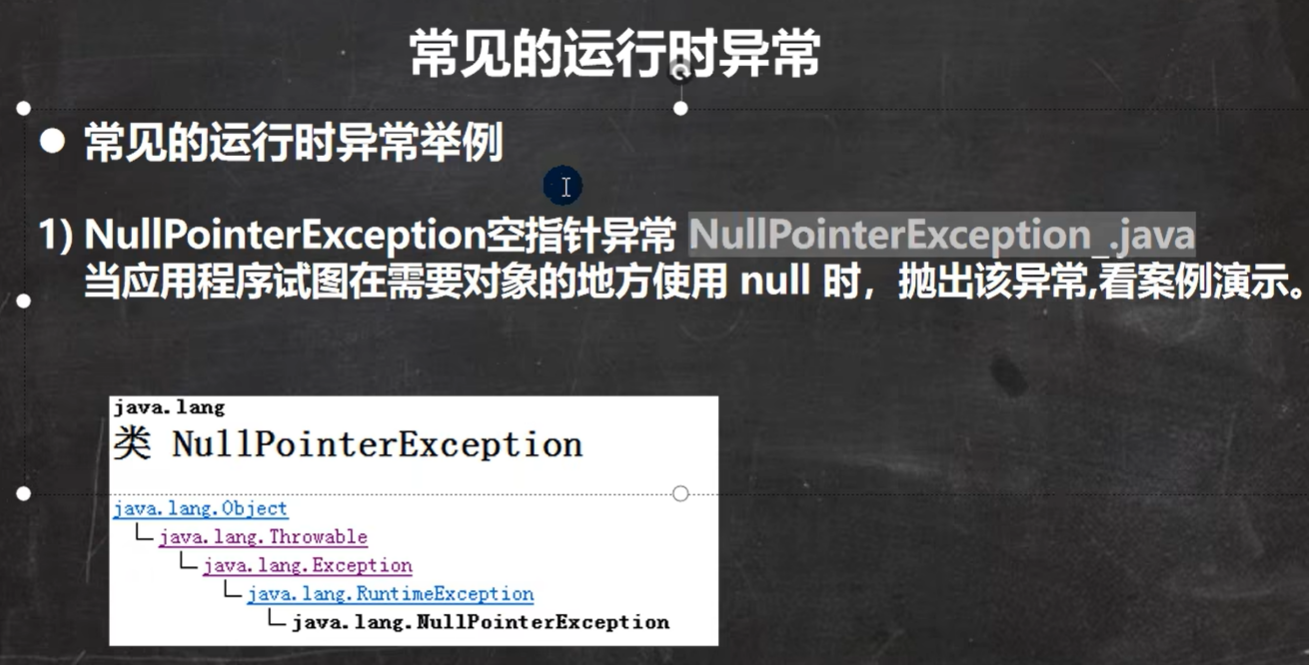 常见的运行时异常
● 常见的运行时异常举例
1) NullPointerException空指针异常 NullPointerException_.java
当应用程序试图在需要对象的地方使用 null 时，抛出该异常,看案例演示。
java.lang
类 NullPointerException
java.lang.Object
java.lang.Throwable
java.lang.Exception
java.lang.RuntimeException
java.lang.NullPointerException